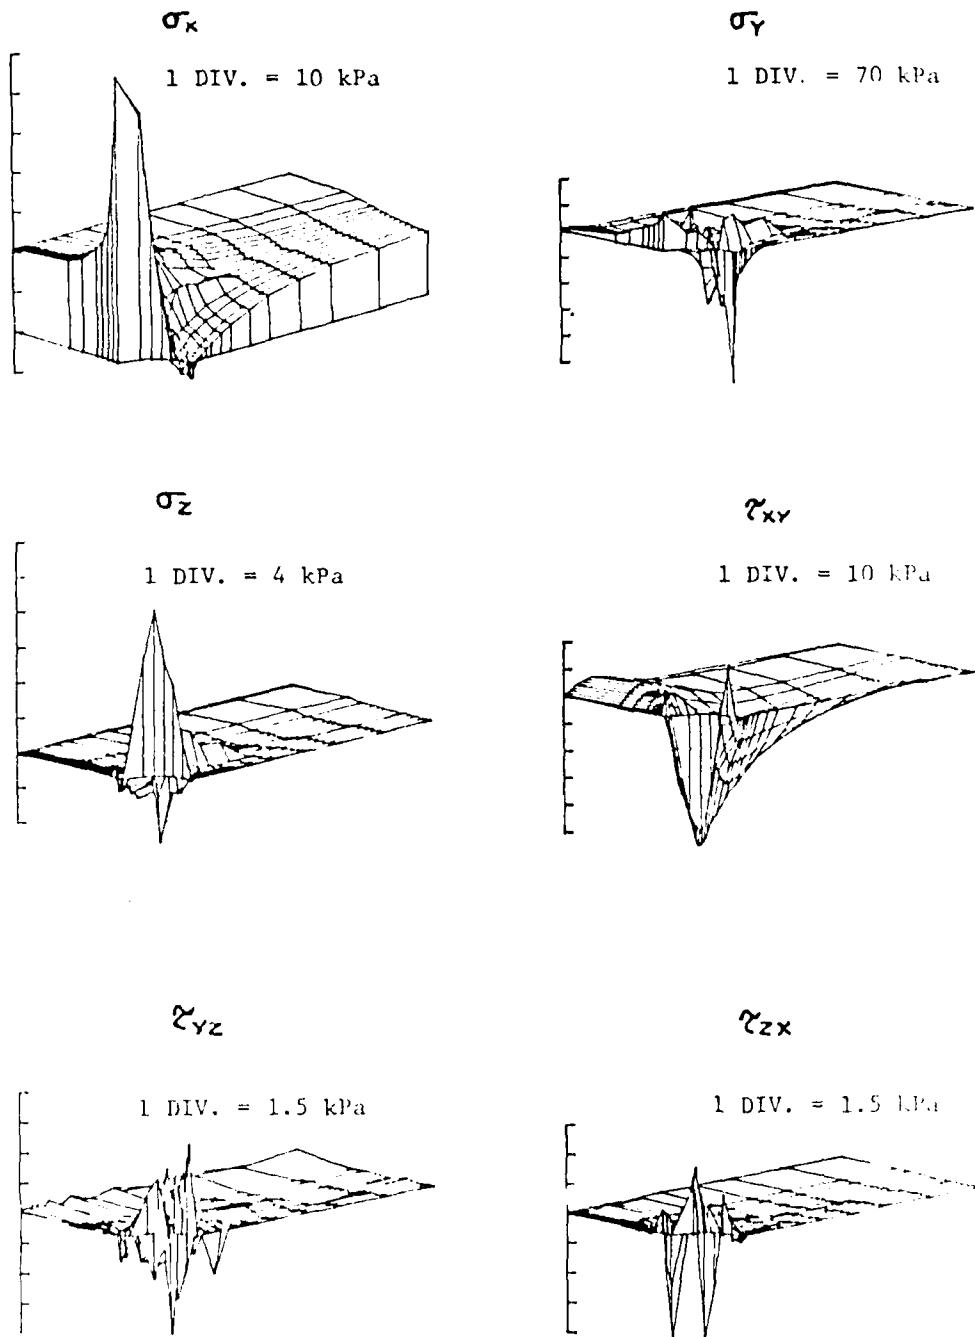 σx
1 DIV. = 10 kPa
σY
1 DIV. = 70 kPa
σz
1 DIV. = 4 kPa
τXY
1 DIV. = 10 kPa
τYZ
1 DIV. = 1.5 kPa
τZX
1 DIV. = 1.5 kPa